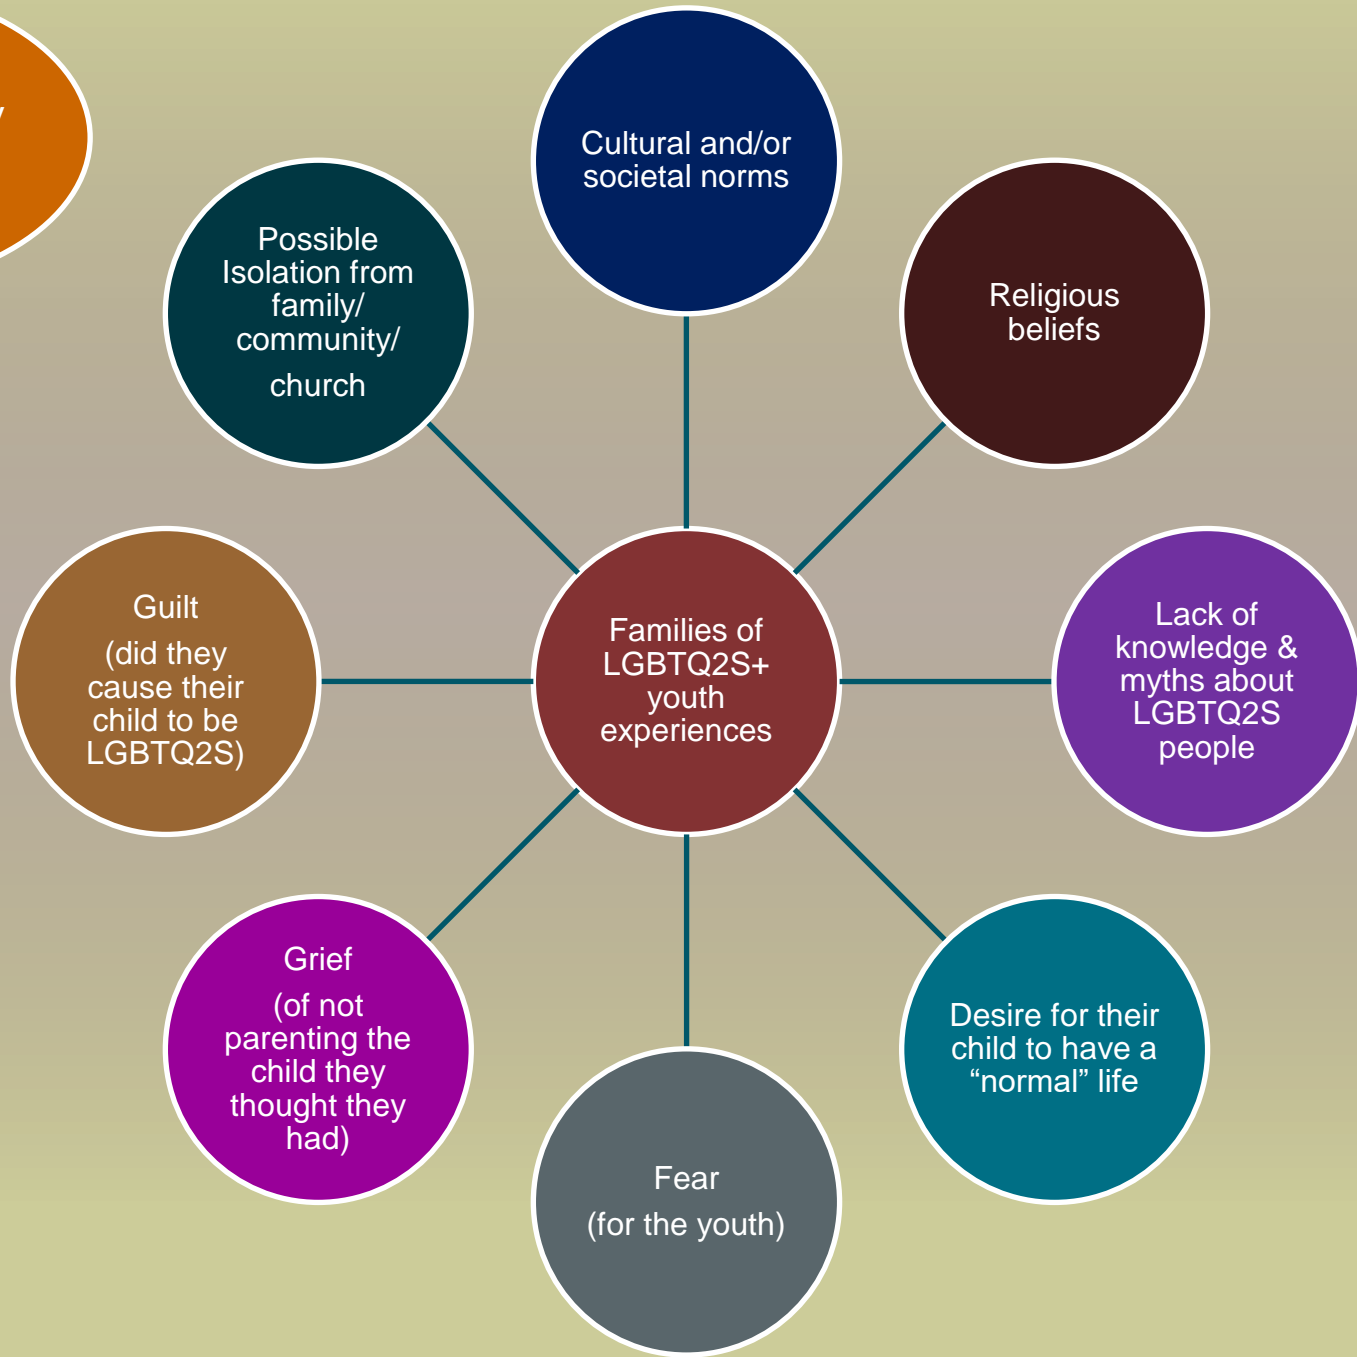 Cultural and/or
societal norms
Religious
beliefs
Lack of
knowledge &
myths about
LGBTQ2S
people
Desire for their
child to have a
“normal” life
Fear
(for the youth)
Grief
(of not
parenting the
child they
thought they
had)
Guilt
(did they
cause their
child to be
LGBTQ2S)
Possible
Isolation from
family/
community/
church
Families of
LGBTQ2S+
youth
experiences